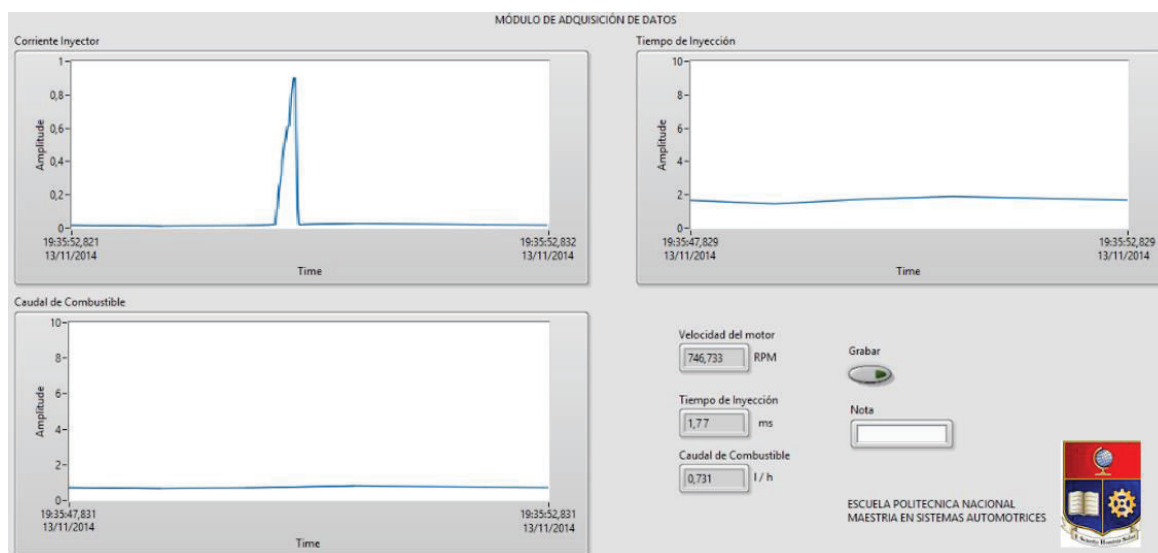 MÓDULO DE ADQUISICIÓN DE DATOS
Corriente Inyector
1
0,8
0,6
0,4
0,2
0
Amplitude
19:35:52,821
13/11/2014
19:35:52,832
13/11/2014
Time
Tiempo de Inyección
10
8
6
4
2
0
Amplitude
19:35:47,829
13/11/2014
19:35:52,829
13/11/2014
Time
Caudal de Combustible
10
8
6
4
2
0
Amplitude
19:35:47,831
13/11/2014
19:35:52,831
13/11/2014
Time
Velocidad del motor
746,733 RPM
Tiempo de Inyección
1,77 ms
Caudal de Combustible
0,731 l / h
Grabar
Nota
ESCUELA POLITECNICA NACIONAL
MAESTRIA EN SISTEMAS AUTOMOTRICES